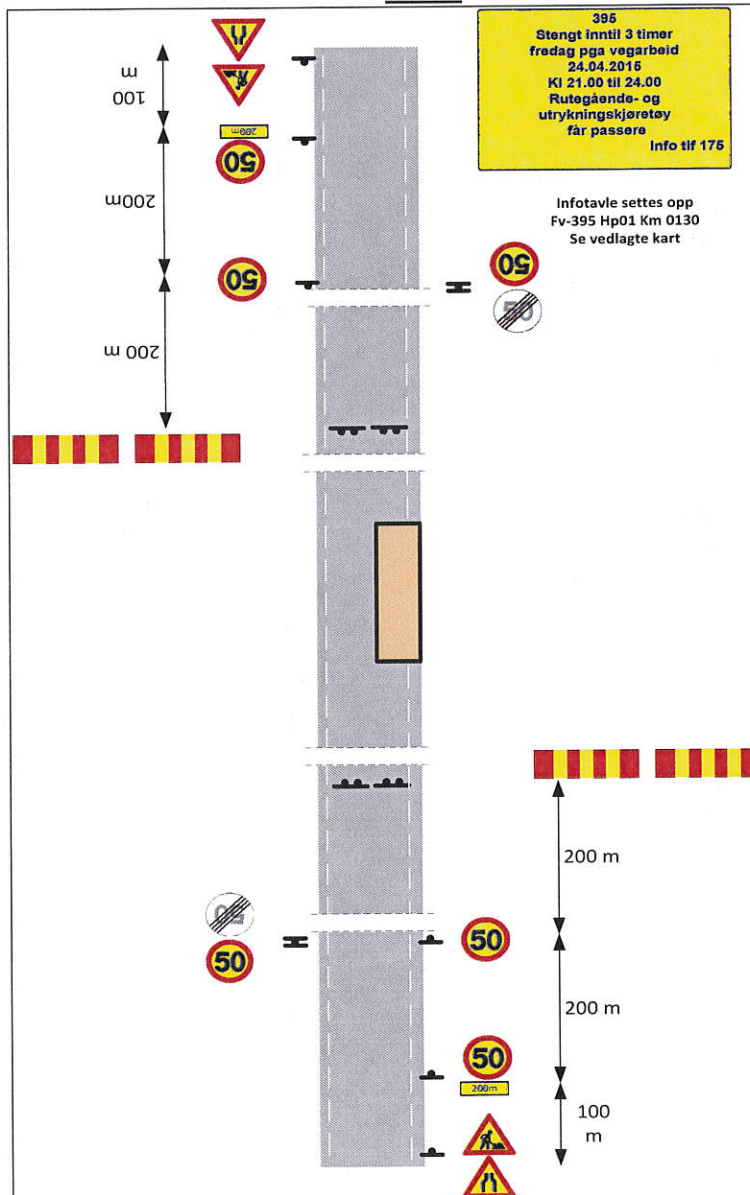 395
Stengt inntil 3 timer
fredag pga vegarbeid
24.04.2015
Kl 21.00 til 24.00
Rutegående- og
utrykningskjøretøy
får passere
Info tlf 175
Infotavle settes opp
Fv-395 Hp01 Km 0130
Se vedlagte kart
100
m
200m
50
200m
50
50
50
200 m
200 m
50
50
50
200 m
50
200m
100
m